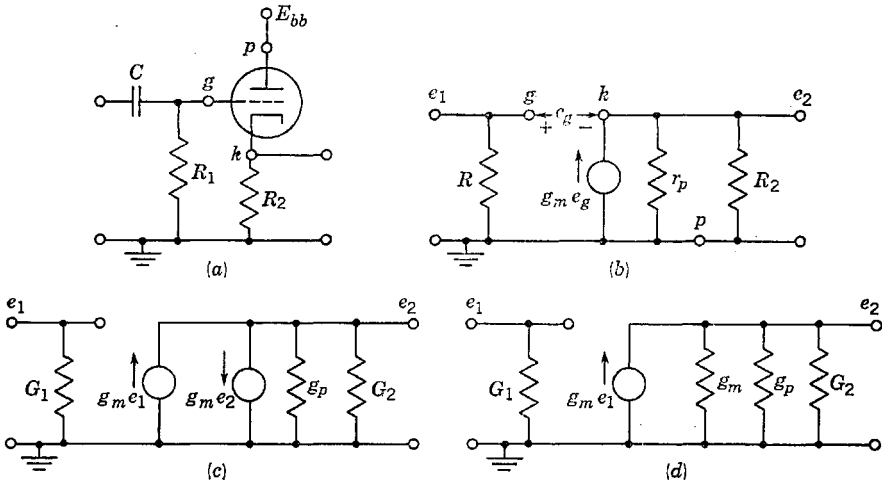 E_bb
p
C
g
k
R_1
R_2
(a)
e_1
g
e_g
k
e_2
+ −
R
g_m e_g
r_p
R_2
p
(b)
e_1
e_2
G_1
g_m e_1
g_m e_2
g_p
G_2
(c)
e_1
e_2
G_1
g_m e_1
g_m
g_p
G_2
(d)